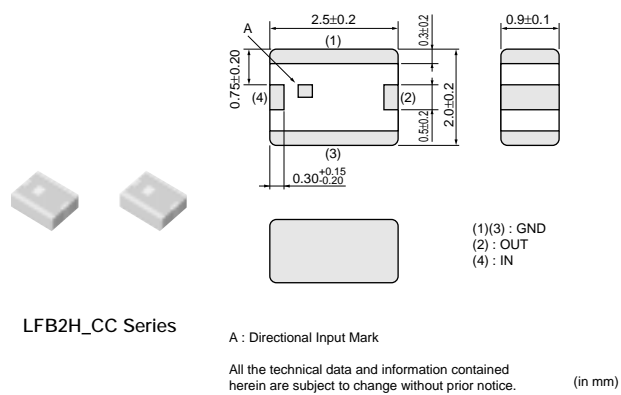 A
2.5±0.2
(1)
0.3±0.2
0.9±0.1
0.75±0.20
(4)
(2)
0.5±0.2
2.0±0.2
(3)
0.30+0.15-0.20
(1)(3) : GND
(2) : OUT
(4) : IN
LFB2H_CC Series
A : Directional Input Mark
All the technical data and information contained
herein are subject to change without prior notice.
(in mm)